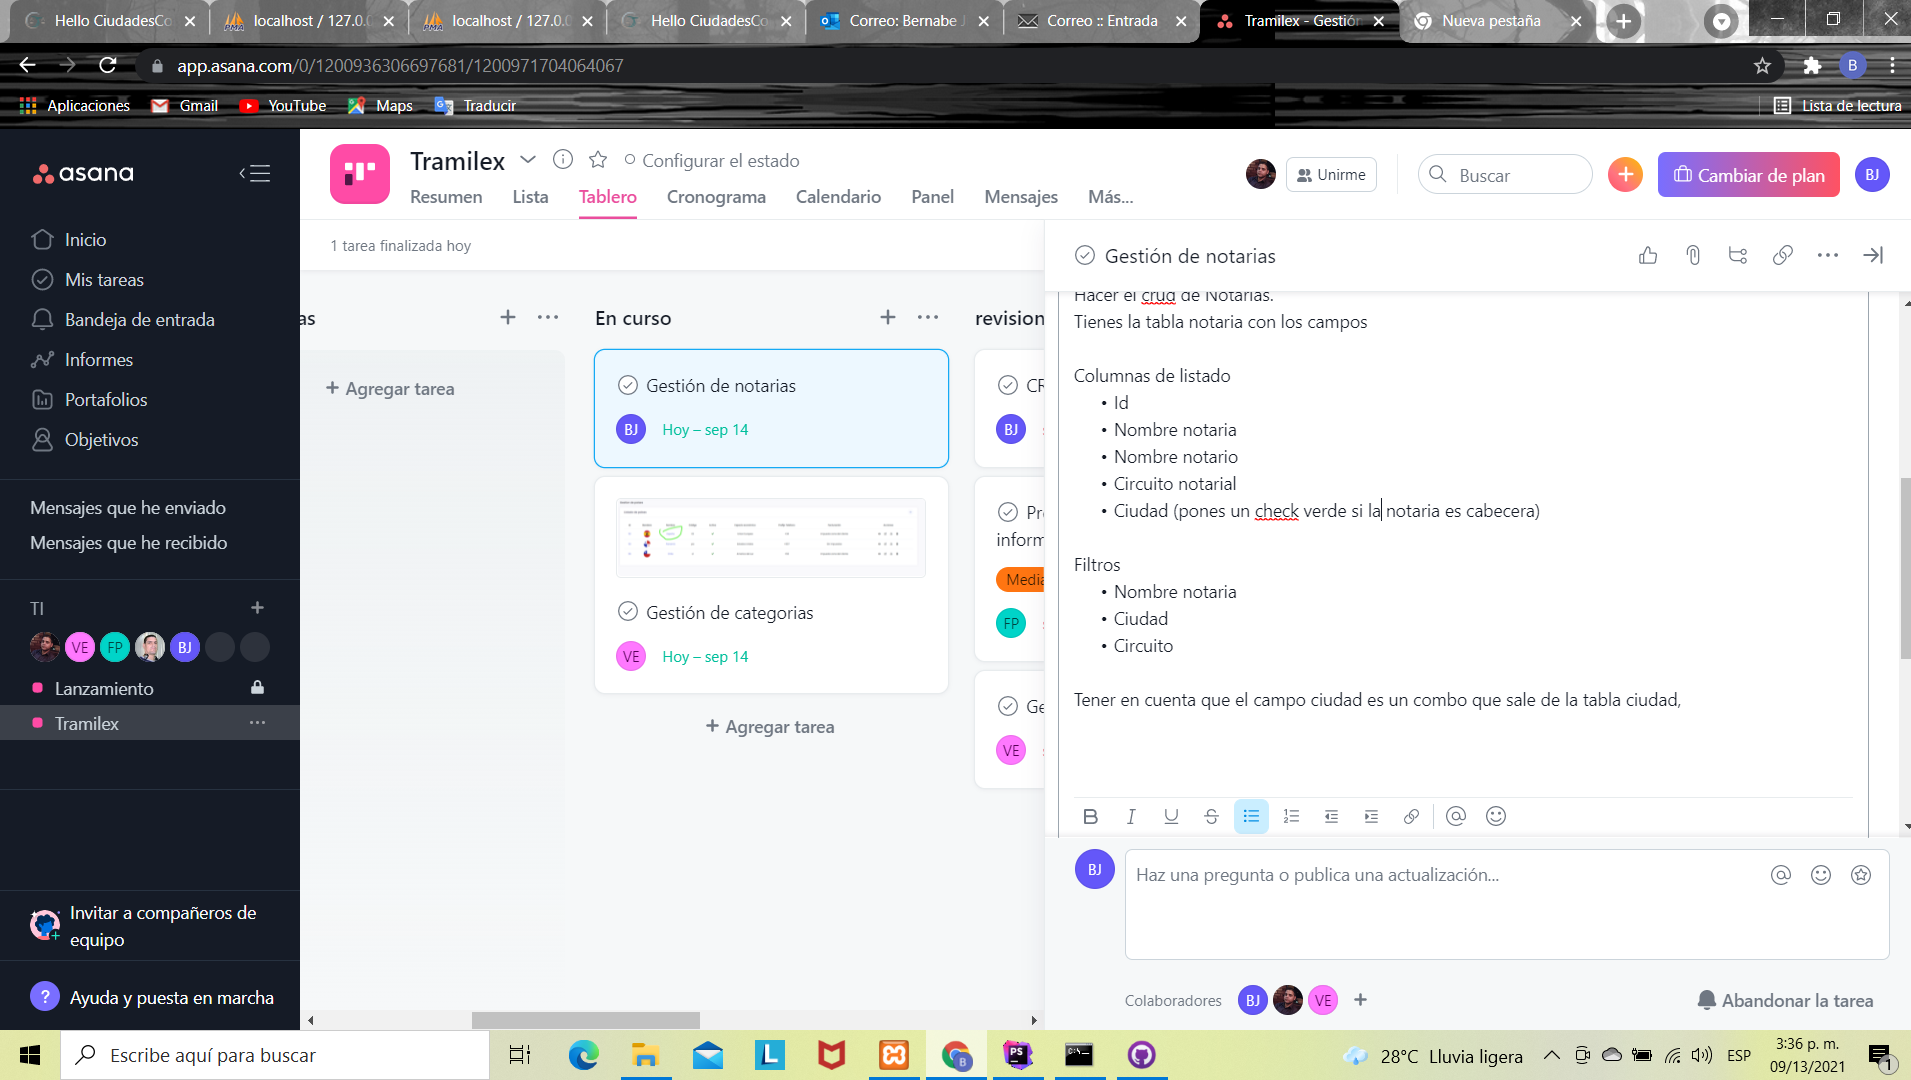 Hello CiudadesCo
localhost / 127.0.0
localhost / 127.0.0
Hello CiudadesCo
Correo: Bernabe J
Correo :: Entrada
Tramilex - Gestión
Nueva pestaña
app.asana.com/0/1200936306697681/1200971704064067
B
Aplicaciones
Gmail
YouTube
Maps
Traducir
Lista de lectura
asana
Inicio
Mis tareas
Bandeja de entrada
Informes
Portafolios
Objetivos
Mensajes que he enviado
Mensajes que he recibido
TI
VE FP BJ
Lanzamiento
Tramilex
Invitar a compañeros de
equipo
? Ayuda y puesta en marcha
Tramilex
Configurar el estado
Resumen Lista Tablero Cronograma Calendario Panel Mensajes Más...
Unirme
Buscar
Cambiar de plan
BJ
1 tarea finalizada hoy
as
+ Agregar tarea
En curso
Gestión de notarias
BJ Hoy – sep 14
Gestión de categorias
VE Hoy – sep 14
+ Agregar tarea
revision
CR
BJ
Pr
inform
Media
FP
Ge
VE
Gestión de notarias
Hacer el crud de Notarias.
Tienes la tabla notaria con los campos
Columnas de listado
• Id
• Nombre notaria
• Nombre notario
• Circuito notarial
• Ciudad (pones un check verde si la notaria es cabecera)
Filtros
• Nombre notaria
• Ciudad
• Circuito
Tener en cuenta que el campo ciudad es un combo que sale de la tabla ciudad,
BJ
Haz una pregunta o publica una actualización...
Colaboradores BJ VE +
Abandonar la tarea
Escribe aquí para buscar
28°C Lluvia ligera
ESP
3:36 p. m.
09/13/2021
1